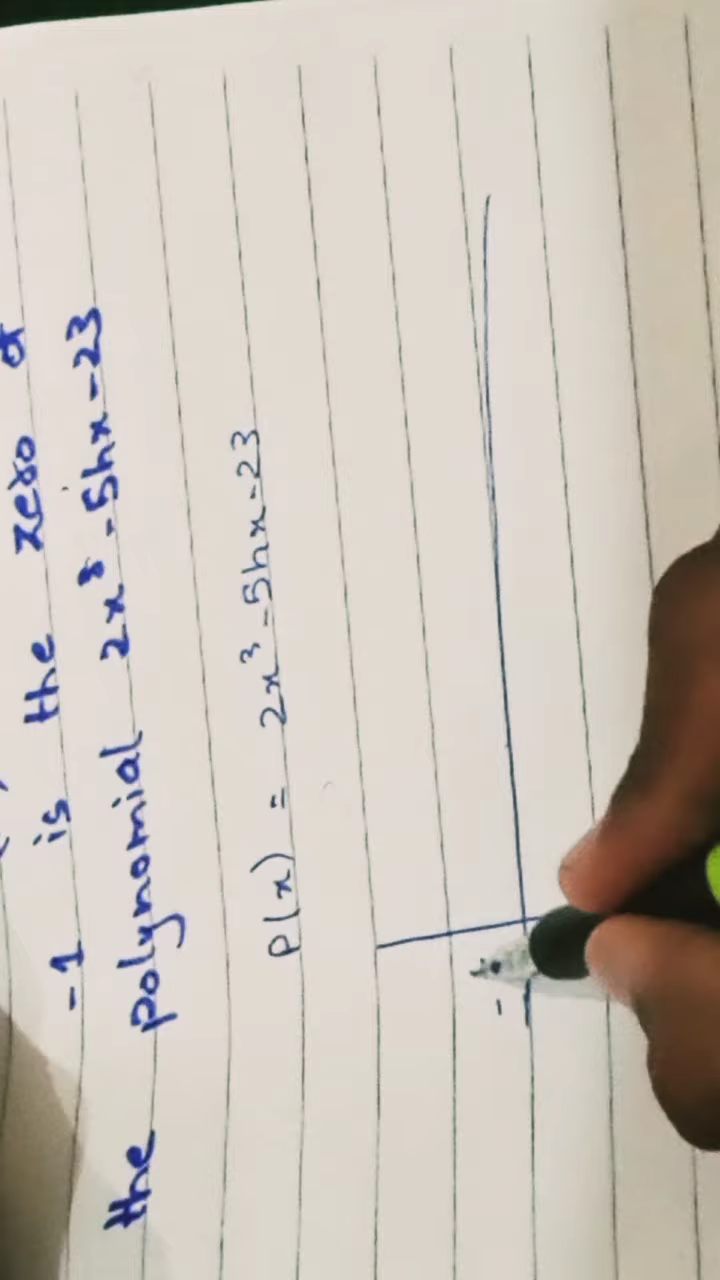 -1 is the zero of
the polynomial 2x³-5hx-23
P(x) = 2x³-5hx-23
-